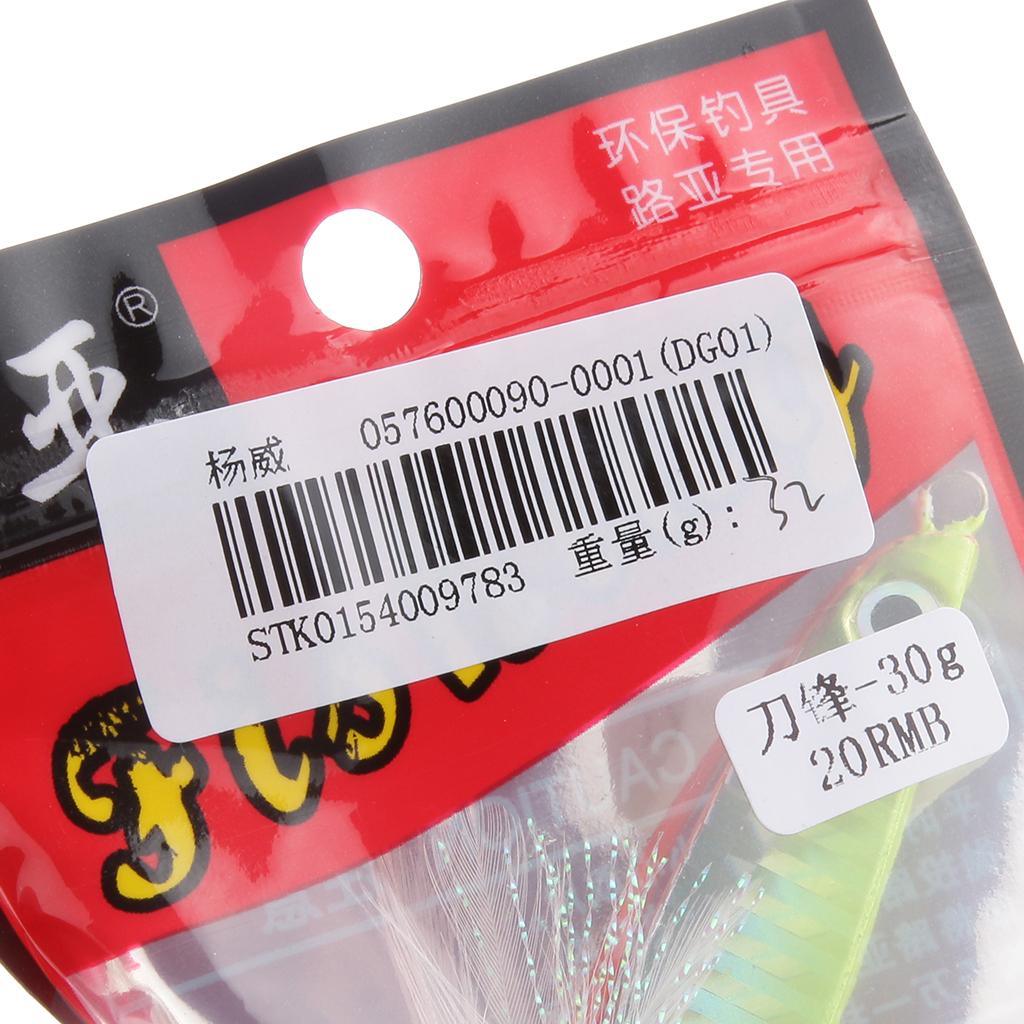 环保钓具
路亚专用
亚®
杨威 057600090-0001(DG01)
STK0154009783 重量(g): 32
刀锋-30g
20RMB